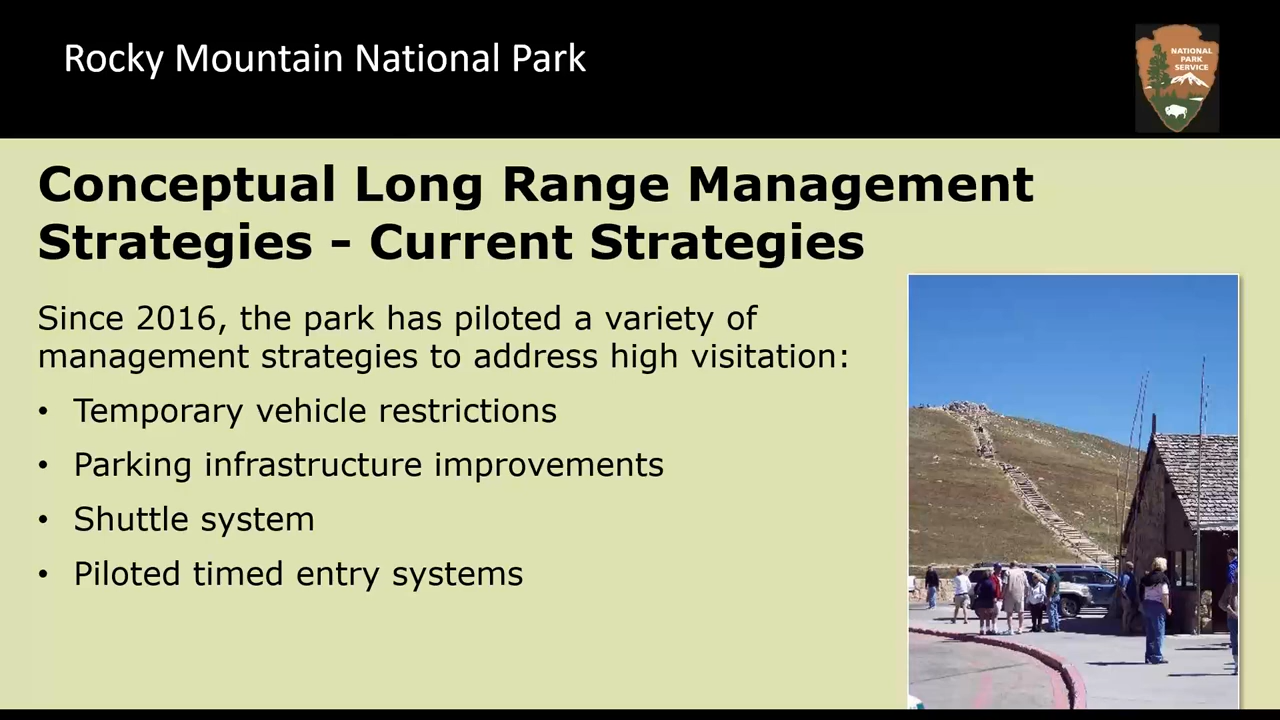 Rocky Mountain National Park
NATIONAL
PARK
SERVICE
Conceptual Long Range Management
Strategies - Current Strategies
Since 2016, the park has piloted a variety of
management strategies to address high visitation:
• Temporary vehicle restrictions
• Parking infrastructure improvements
• Shuttle system
• Piloted timed entry systems